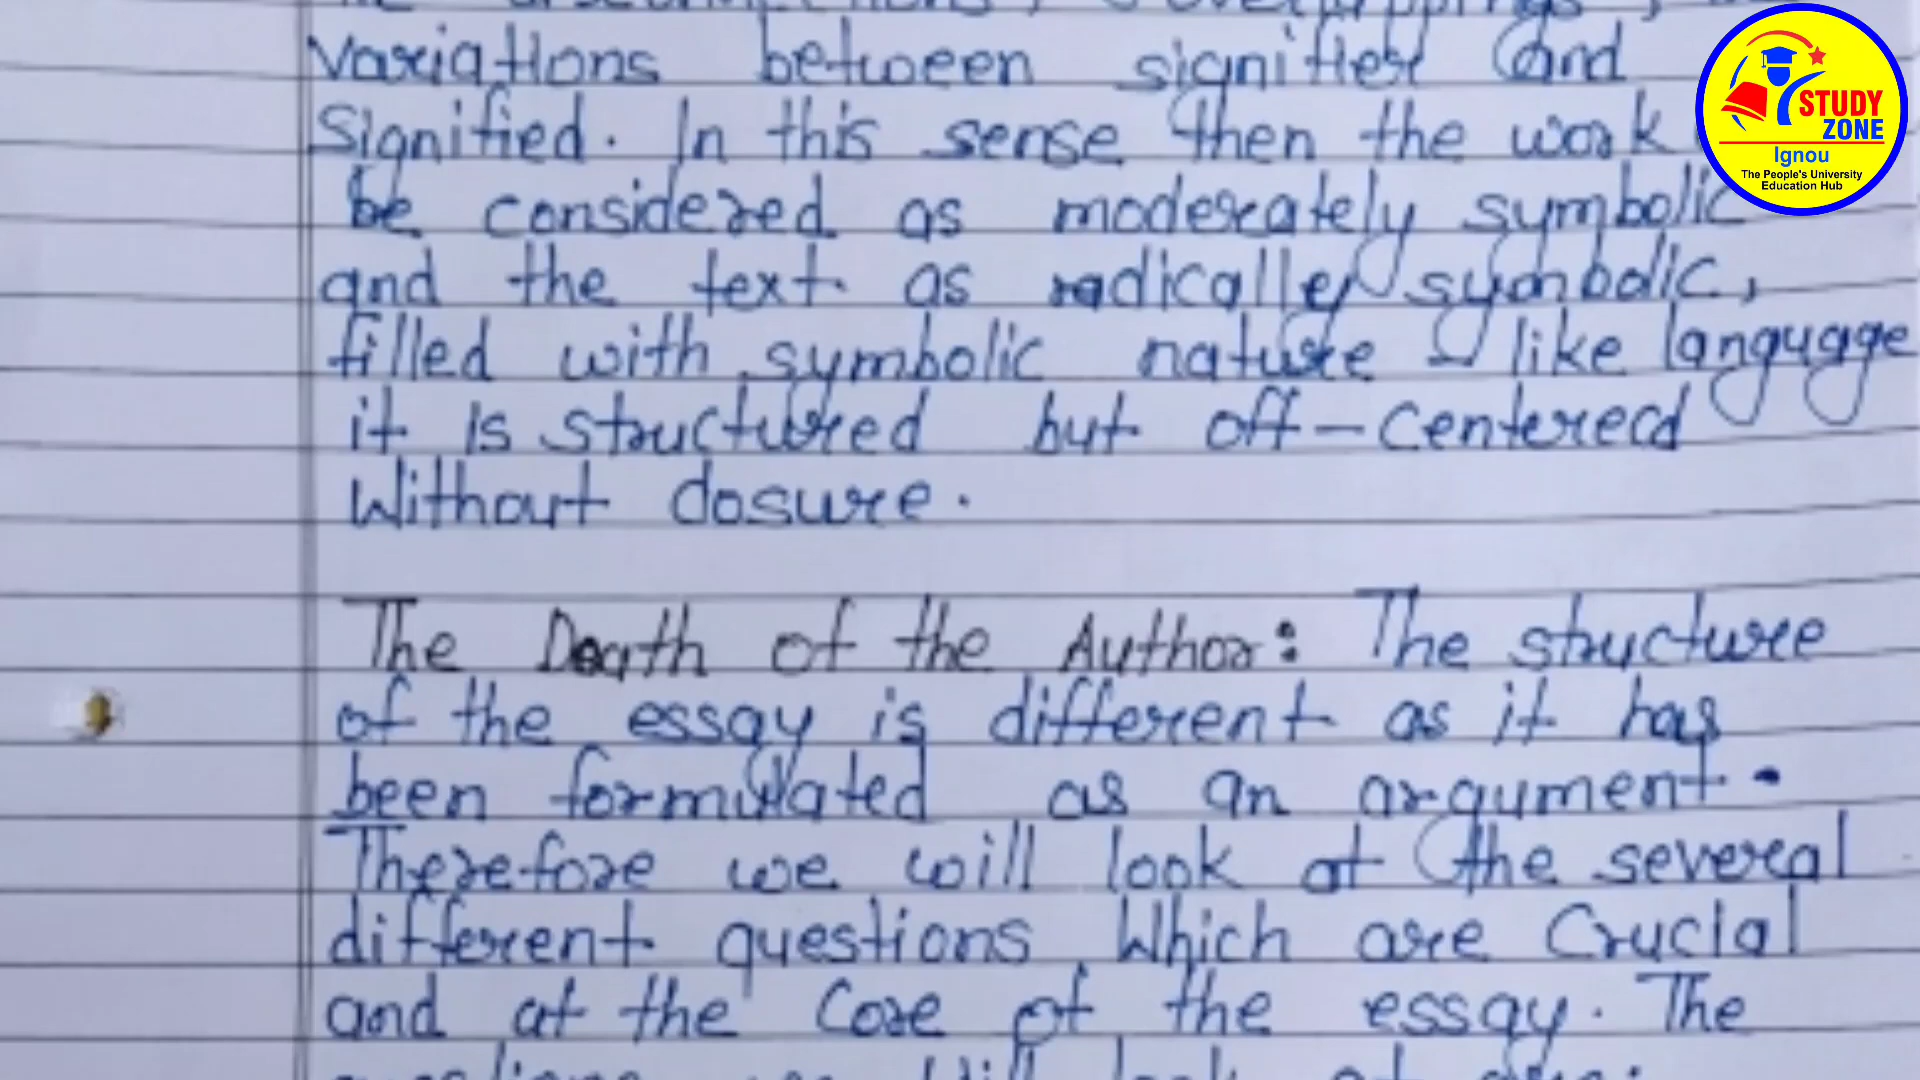 variations between signifier and
Signified. In this sense then the work
be considered as moderately symbolic
and the text as radically symbolic,
filled with symbolic nature - like language
it is structured but off-centered
Without dosure.
The Death of the Author: The structure
of the essay is different as it has
been formulated as an argument.
Therefore we will look at the several
different questions Which are Crucial
and at the Core of the essay. The
STUDY
ZONE
Ignou
The People's University
Education Hub